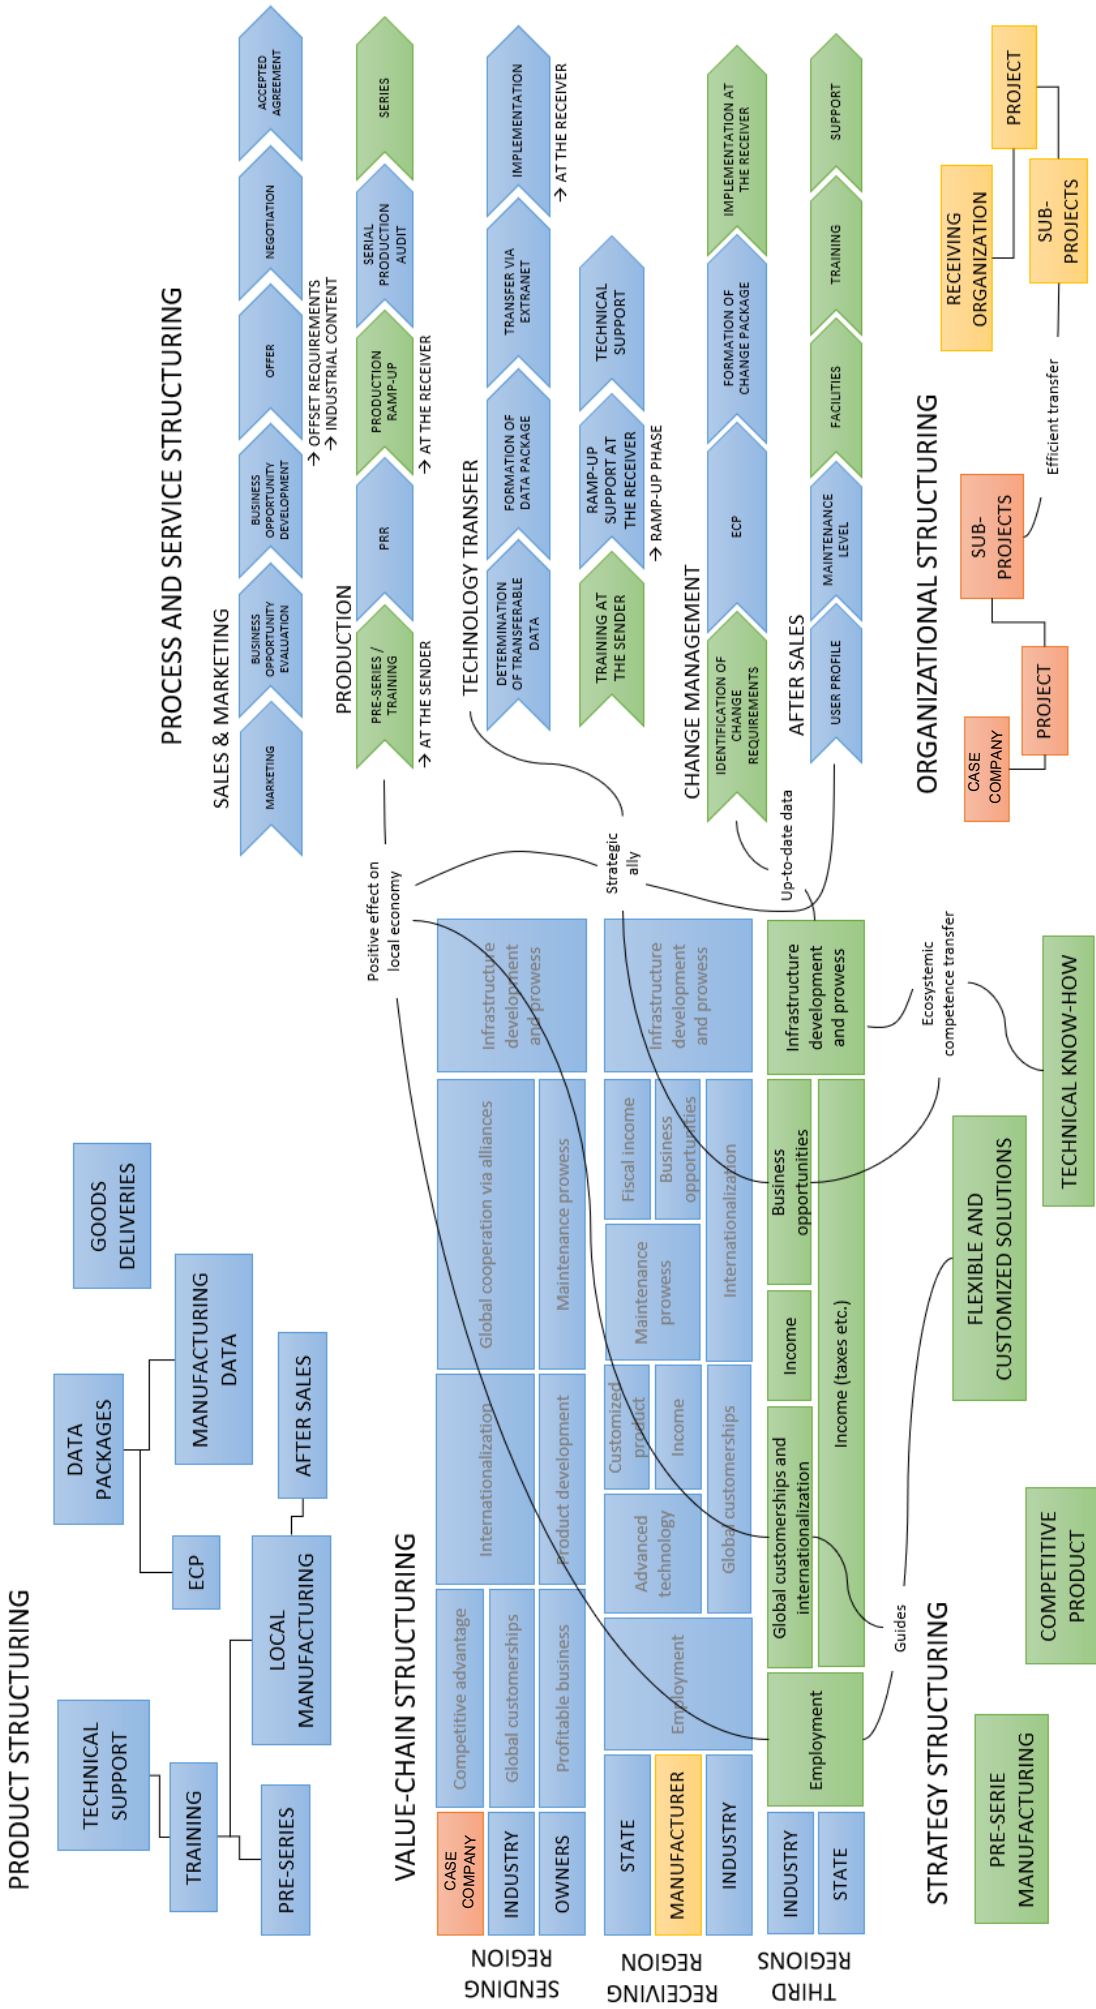 PRODUCT STRUCTURING
TECHNICAL
SUPPORT
DATA
PACKAGES
GOODS
DELIVERIES
TRAINING
ECP
MANUFACTURING
DATA
PRE-SERIES
LOCAL
MANUFACTURING
AFTER SALES
PROCESS AND SERVICE STRUCTURING
SALES & MARKETING
MARKETING
BUSINESS
OPPORTUNITY
EVALUATION
BUSINESS
OPPORTUNITY
DEVELOPMENT
OFFER
NEGOTIATION
ACCEPTED
AGREEMENT
→ OFFSET REQUIREMENTS
→ INDUSTRIAL CONTENT
PRODUCTION
PRE-SERIES /
TRAINING
PRR
PRODUCTION
RAMP-UP
SERIAL
PRODUCTION
AUDIT
SERIES
→ AT THE SENDER
→ AT THE RECEIVER
TECHNOLOGY TRANSFER
DETERMINATION
OF TRANSFERABLE
DATA
FORMATION OF
DATA PACKAGE
TRANSFER VIA
EXTRANET
IMPLEMENTATION
→ AT THE RECEIVER
TRAINING AT
THE SENDER
RAMP-UP
SUPPORT AT
THE RECEIVER
TECHNICAL
SUPPORT
→ RAMP-UP PHASE
CHANGE MANAGEMENT
IDENTIFICATION OF
CHANGE
REQUIREMENTS
ECP
FORMATION OF
CHANGE PACKAGE
IMPLEMENTATION AT
THE RECEIVER
AFTER SALES
USER PROFILE
MAINTENANCE
LEVEL
FACILITIES
TRAINING
SUPPORT
VALUE-CHAIN STRUCTURING
Positive effect on
local economy
Strategic
ally
Up-to-date data
SENDING
REGION
CASE
COMPANY
Competitive advantage
Internationalization
Global cooperation via alliances
Infrastructure
development
and prowess
INDUSTRY
Global customerships
OWNERS
Profitable business
Product development
Maintenance prowess
RECEIVING
REGION
STATE
Employment
Advanced
technology
Customized
product
Maintenance
prowess
Fiscal income
Infrastructure
development
and prowess
MANUFACTURER
Income
Business
opportunities
INDUSTRY
Global customerships
Internationalization
THIRD
REGIONS
INDUSTRY
Employment
Global customerships and
internationalization
Income
Business
opportunities
Infrastructure
development
and prowess
STATE
Income (taxes etc.)
Guides
Ecosystemic
competence transfer
STRATEGY STRUCTURING
PRE-SERIE
MANUFACTURING
COMPETITIVE
PRODUCT
FLEXIBLE AND
CUSTOMIZED SOLUTIONS
TECHNICAL KNOW-HOW
ORGANIZATIONAL STRUCTURING
CASE
COMPANY
PROJECT
SUB-
PROJECTS
Efficient transfer
RECEIVING
ORGANIZATION
PROJECT
SUB-
PROJECTS